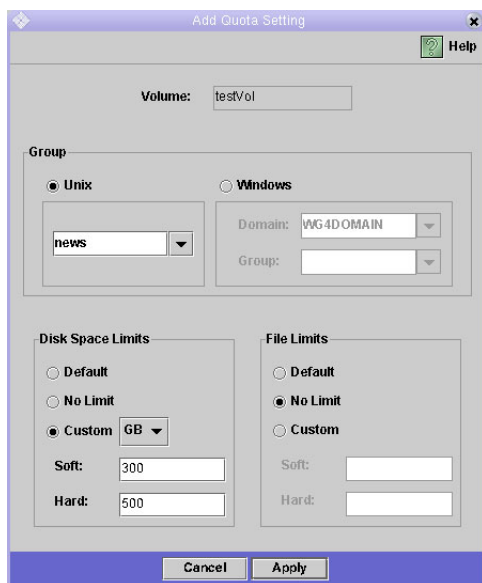 Add Quota Setting
Help
Volume: testVol
Group
Unix
Windows
news
Domain: WG4DOMAIN
Group:
Disk Space Limits
Default
No Limit
Custom GB
Soft: 300
Hard: 500
File Limits
Default
No Limit
Custom
Soft:
Hard:
Cancel Apply